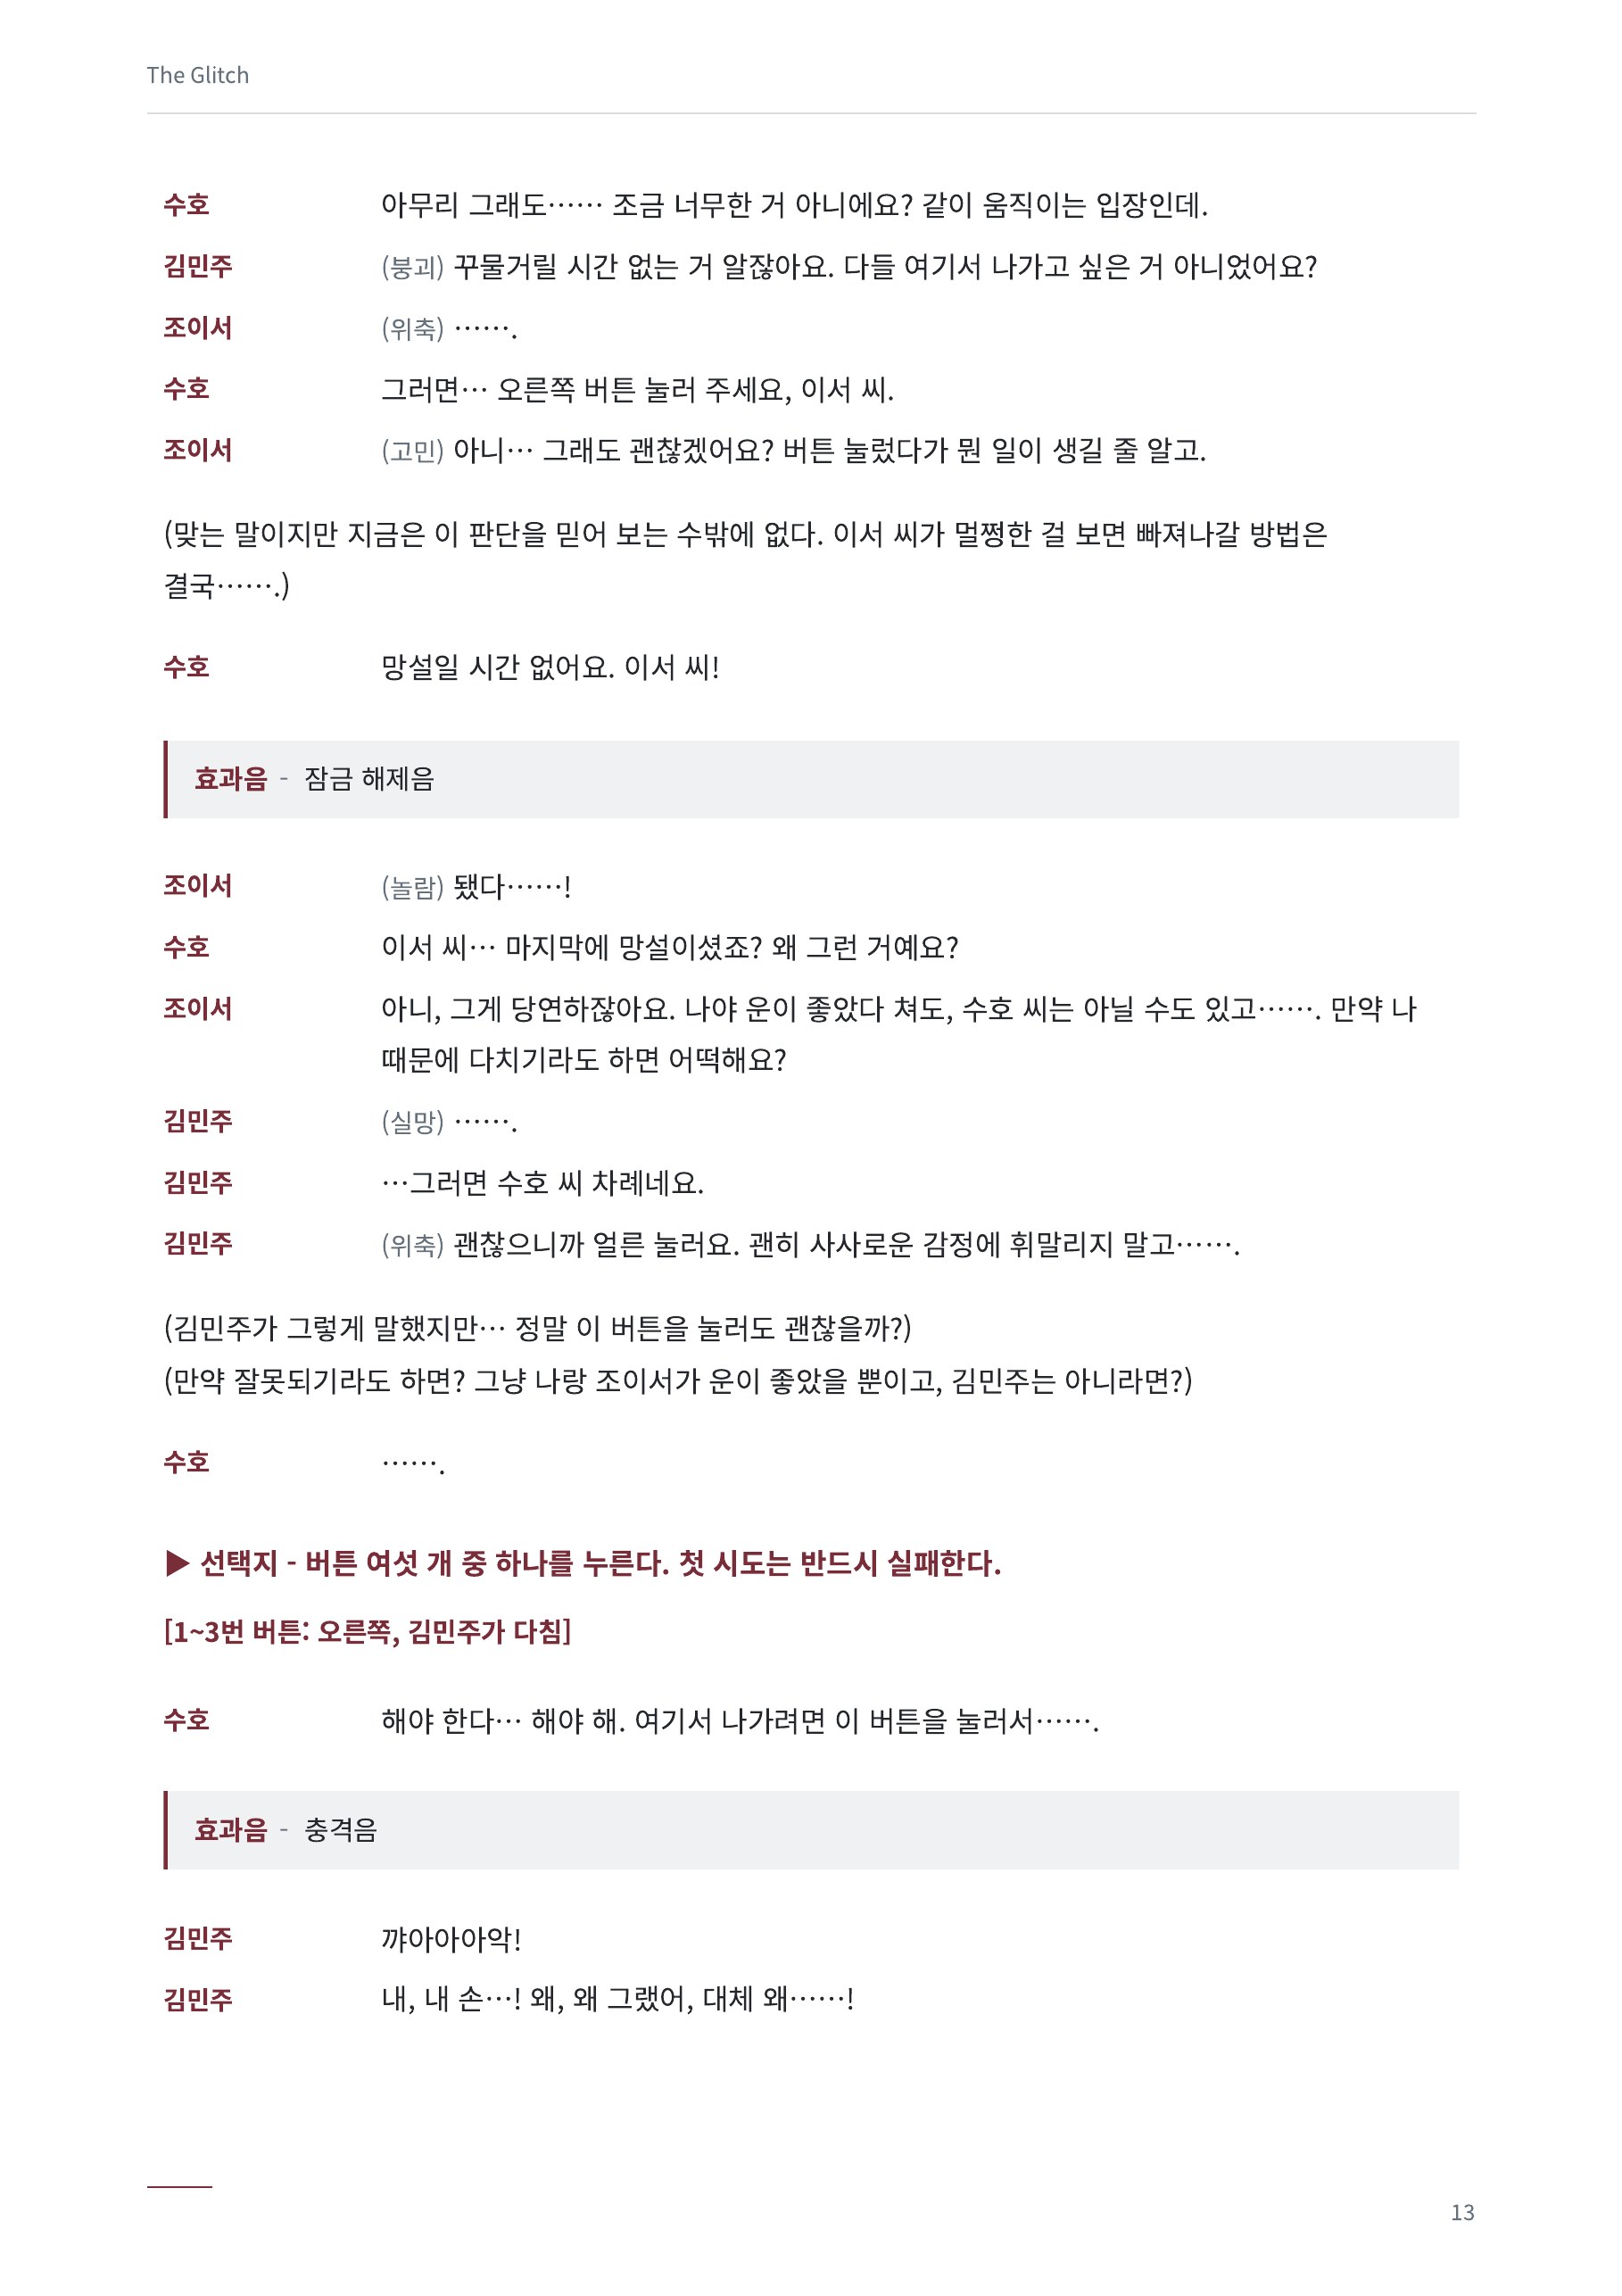 The Glitch
수호 아무리 그래도…… 조금 너무한 거 아니에요? 같이 움직이는 입장인데.
김민주 (붕괴) 꾸물거릴 시간 없는 거 알잖아요. 다들 여기서 나가고 싶은 거 아니었어요?
조이서 (위축) …….
수호 그러면… 오른쪽 버튼 눌러 주세요, 이서 씨.
조이서 (고민) 아니… 그래도 괜찮겠어요? 버튼 눌렀다가 뭔 일이 생길 줄 알고.
(맞는 말이지만 지금은 이 판단을 믿어 보는 수밖에 없다. 이서 씨가 멀쩡한 걸 보면 빠져나갈 방법은
결국…….)
수호 망설일 시간 없어요. 이서 씨!
효과음 - 잠금 해제음
조이서 (놀람) 됐다……!
수호 이서 씨… 마지막에 망설이셨죠? 왜 그런 거예요?
조이서 아니, 그게 당연하잖아요. 나야 운이 좋았다 쳐도, 수호 씨는 아닐 수도 있고……. 만약 나
때문에 다치기라도 하면 어떡해요?
김민주 (실망) …….
김민주 …그러면 수호 씨 차례네요.
김민주 (위축) 괜찮으니까 얼른 눌러요. 괜히 사사로운 감정에 휘말리지 말고…….
(김민주가 그렇게 말했지만… 정말 이 버튼을 눌러도 괜찮을까?)
(만약 잘못되기라도 하면? 그냥 나랑 조이서가 운이 좋았을 뿐이고, 김민주는 아니라면?)
수호 …….
▶ 선택지 - 버튼 여섯 개 중 하나를 누른다. 첫 시도는 반드시 실패한다.
[1~3번 버튼: 오른쪽, 김민주가 다침]
수호 해야 한다… 해야 해. 여기서 나가려면 이 버튼을 눌러서…….
효과음 - 충격음
김민주 꺄아아아악!
김민주 내, 내 손…! 왜, 왜 그랬어, 대체 왜……!
13